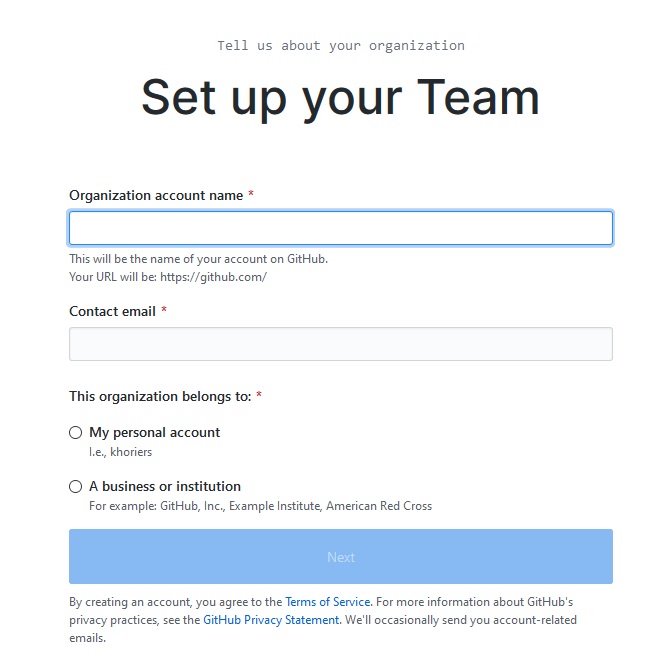 Tell us about your organization
Set up your Team
Organization account name *
This will be the name of your account on GitHub.
Your URL will be: https://github.com/
Contact email *
This organization belongs to: *
My personal account
I.e., khoriers
A business or institution
For example: GitHub, Inc., Example Institute, American Red Cross
Next
By creating an account, you agree to the Terms of Service. For more information about GitHub's
privacy practices, see the GitHub Privacy Statement. We'll occasionally send you account-related
emails.